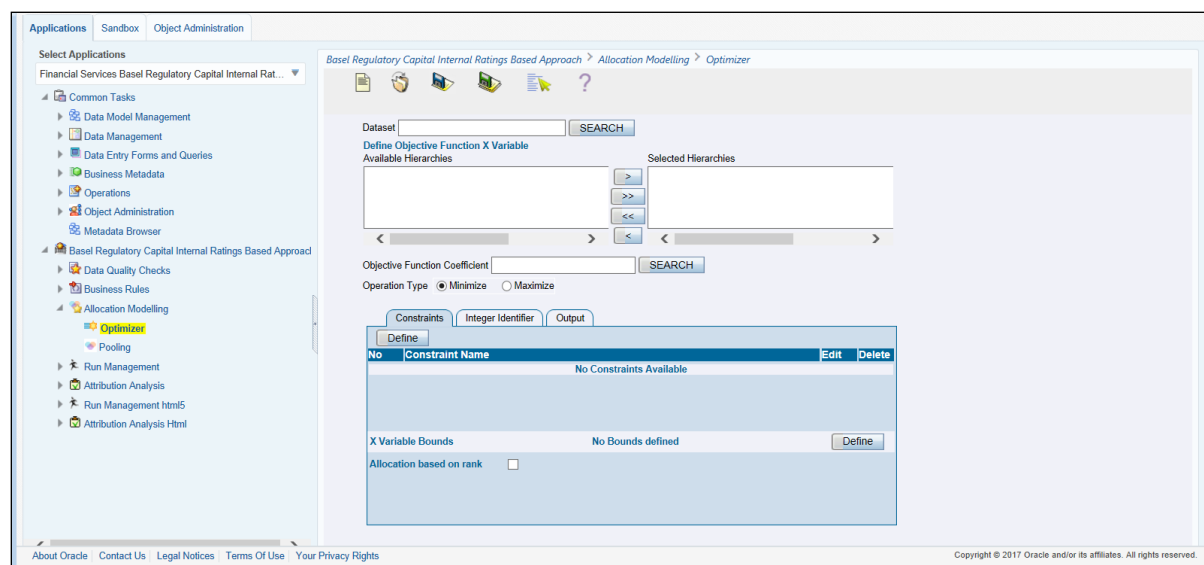 Applications Sandbox Object Administration
Select Applications
Financial Services Basel Regulatory Capital Internal Rat...
Common Tasks
Data Model Management
Data Management
Data Entry Forms and Queries
Business Metadata
Operations
Object Administration
Metadata Browser
Basel Regulatory Capital Internal Ratings Based Approacl
Data Quality Checks
Business Rules
Allocation Modelling
Optimizer
Pooling
Run Management
Attribution Analysis
Run Management html5
Attribution Analysis Html
Basel Regulatory Capital Internal Ratings Based Approach > Allocation Modelling > Optimizer
?
Dataset SEARCH
Define Objective Function X Variable
Available Hierarchies Selected Hierarchies
>
>>
<<
<
Objective Function Coefficient SEARCH
Operation Type Minimize Maximize
Constraints Integer Identifier Output
Define
No Constraint Name Edit Delete
No Constraints Available
X Variable Bounds No Bounds defined Define
Allocation based on rank
About Oracle Contact Us Legal Notices Terms Of Use Your Privacy Rights
Copyright © 2017 Oracle and/or its affiliates. All rights reserved.